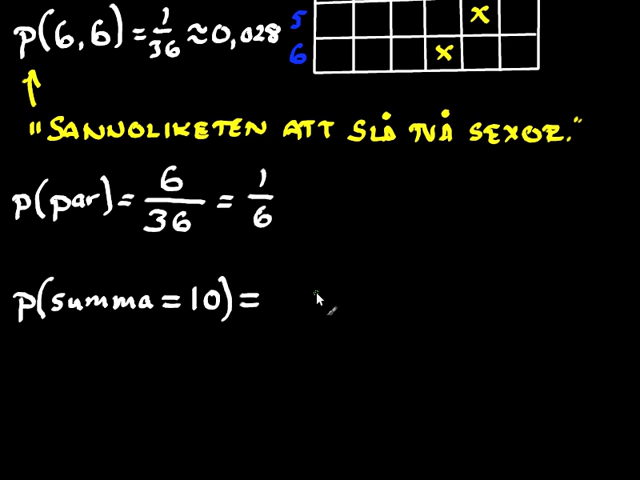 5 x
p(6,6) = 1/36 ≈ 0,028
6 x
"SANNOLIKETEN ATT SLÅ TVÅ SEXOR."
p(par) = 6/36 = 1/6
p(summa = 10) =